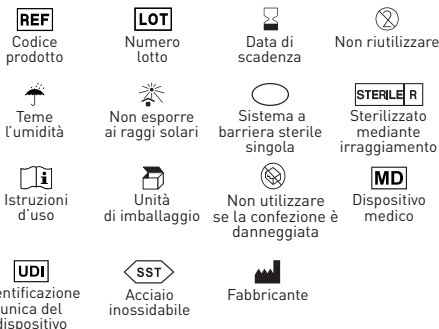 REF
LOT
Codice
prodotto
Numero
lotto
Data di
scadenza
Non riutilizzare
2
STERILE R
Teme
l'umidità
Non esporre
ai raggi solari
Sistema a
barriera sterile
singola
Sterilizzato
mediante
irraggiamento
i
MD
Istruzioni
d'uso
Unità
di imballaggio
Non utilizzare
se la confezione è
danneggiata
Dispositivo
medico
UDI
SST
entificazione
unica del
dispositivo
Acciaio
inossidabile
Fabbricante